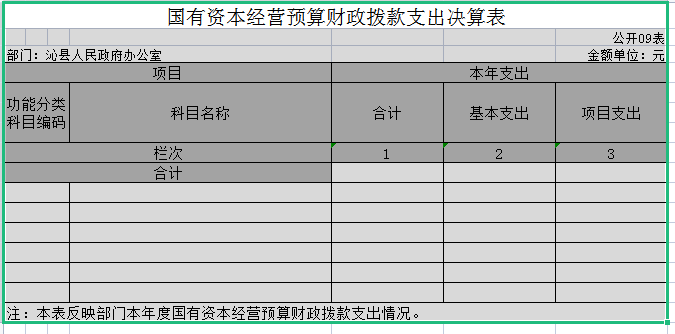 国有资本经营预算财政拨款支出决算表
公开09表
部门：沁县人民政府办公室 金额单位：元
项目 本年支出
功能分类
科目编码 科目名称 合计 基本支出 项目支出
栏次 1 2 3
合计
注：本表反映部门本年度国有资本经营预算财政拨款支出情况。